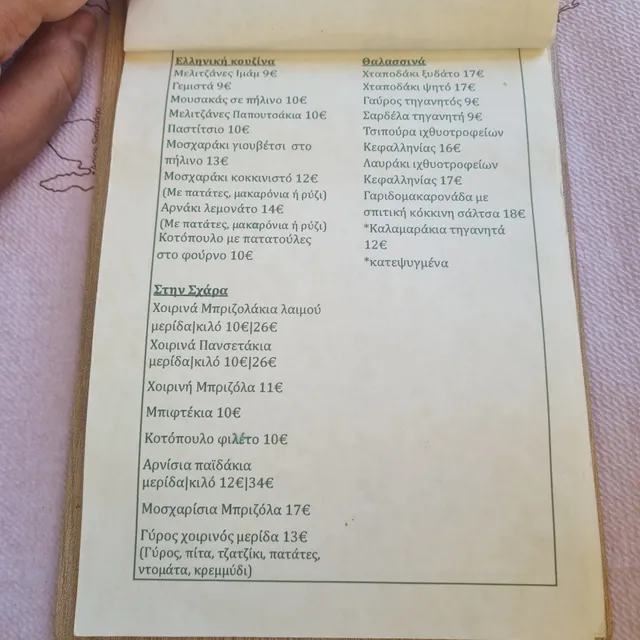 Ελληνική κουζίνα
Μελιτζάνες Ιμάμ 9€
Γεμιστά 9€
Μουσακάς σε πήλινο 10€
Μελιτζάνες Παπουτσάκια 10€
Παστίτσιο 10€
Μοσχαράκι γιουβέτσι στο
πήλινο 13€
Μοσχαράκι κοκκινιστό 12€
(Με πατάτες, μακαρόνια ή ρύζι)
Αρνάκι λεμονάτο 14€
(Με πατάτες, μακαρόνια ή ρύζι)
Κοτόπουλο με πατατούλες
στο φούρνο 10€
Θαλασσινά
Χταποδάκι ξυδάτο 17€
Χταποδάκι ψητό 17€
Γαύρος τηγανητός 9€
Σαρδέλα τηγανητή 9€
Τσιπούρα ιχθυοτροφείων
Κεφαλληνίας 16€
Λαυράκι ιχθυοτροφείων
Κεφαλληνίας 17€
Γαριδομακαρονάδα με
σπιτική κόκκινη σάλτσα 18€
*Καλαμαράκια τηγανητά
12€
*κατεψυγμένα
Στην Σχάρα
Χοιρινά Μπριζολάκια λαιμού
μερίδα|κιλό 10€|26€
Χοιρινά Πανσετάκια
μερίδα|κιλό 10€|26€
Χοιρινή Μπριζόλα 11€
Μπιφτέκια 10€
Κοτόπουλο φιλέτο 10€
Αρνίσια παϊδάκια
μερίδα|κιλό 12€|34€
Μοσχαρίσια Μπριζόλα 17€
Γύρος χοιρινός μερίδα 13€
(Γύρος, πίτα, τζατζίκι, πατάτες,
ντομάτα, κρεμμύδι)